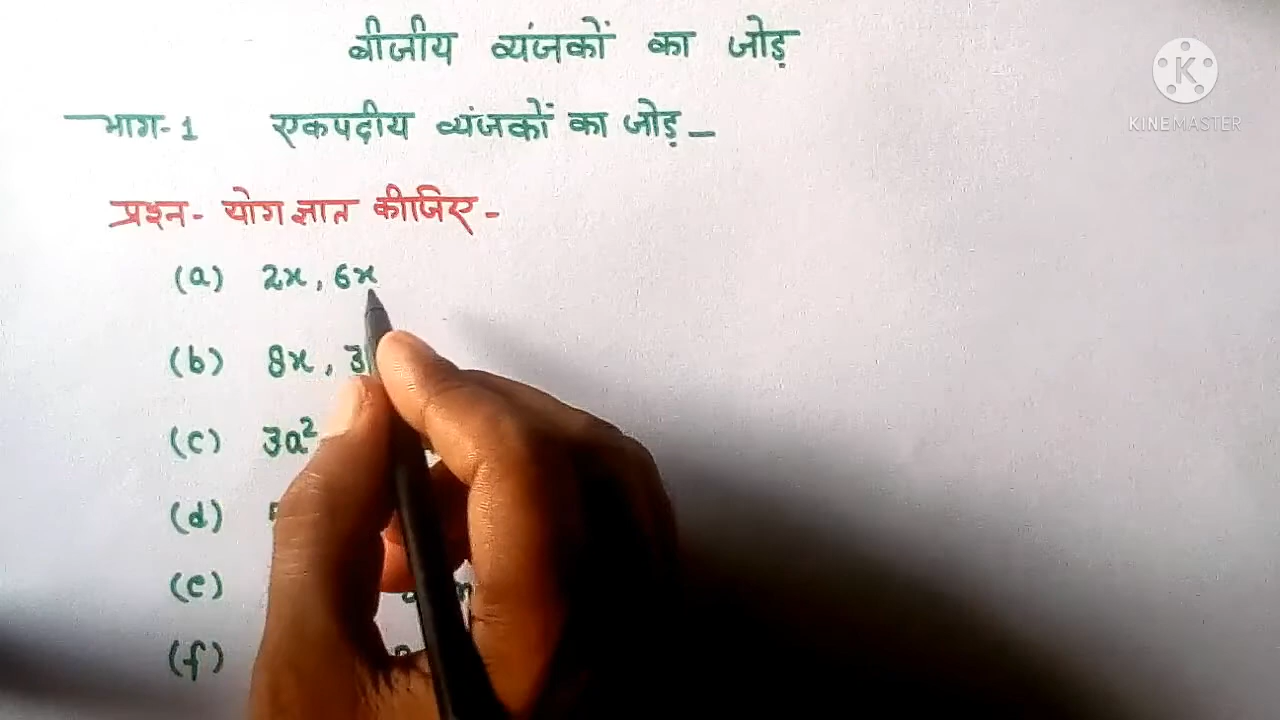 बीजीय व्यंजकों का जोड़
KINEMASTER
भाग-1 एकपदीय व्यंजकों का जोड़ –
प्रश्न- योग ज्ञात कीजिए -
(a) 2x, 6x
(b) 8x, 3
(c) 3a²
(d)
(e)
(f)